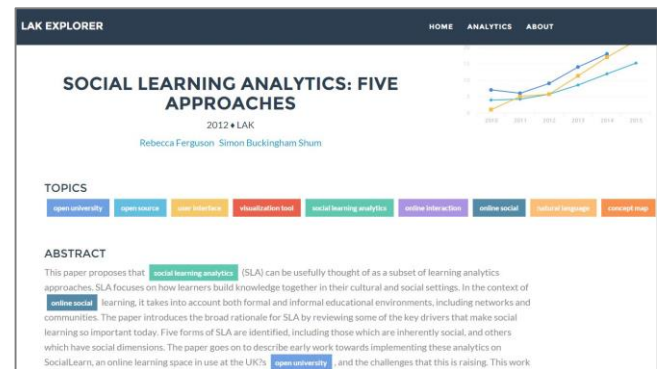 LAK EXPLORER HOME ANALYTICS ABOUT
SOCIAL LEARNING ANALYTICS: FIVE
APPROACHES
2012 • LAK
Rebecca Ferguson Simon Buckingham Shum
2010 2011 2012 2013 2014 2015
TOPICS
open university open source user interface visualization tool social learning analytics online interaction online social natural language concept map
ABSTRACT
This paper proposes that social learning analytics (SLA) can be usefully thought of as a subset of learning analytics
approaches. SLA focuses on how learners build knowledge together in their cultural and social settings. In the context of
online social learning, it takes into account both formal and informal educational environments, including networks and
communities. The paper introduces the broad rationale for SLA by reviewing some of the key drivers that make social
learning so important today. Five forms of SLA are identified, including those which are inherently social, and others
which have social dimensions. The paper goes on to describe early work towards implementing these analytics on
SocialLearn, an online learning space in use at the UK?s open university , and the challenges that this is raising. This work